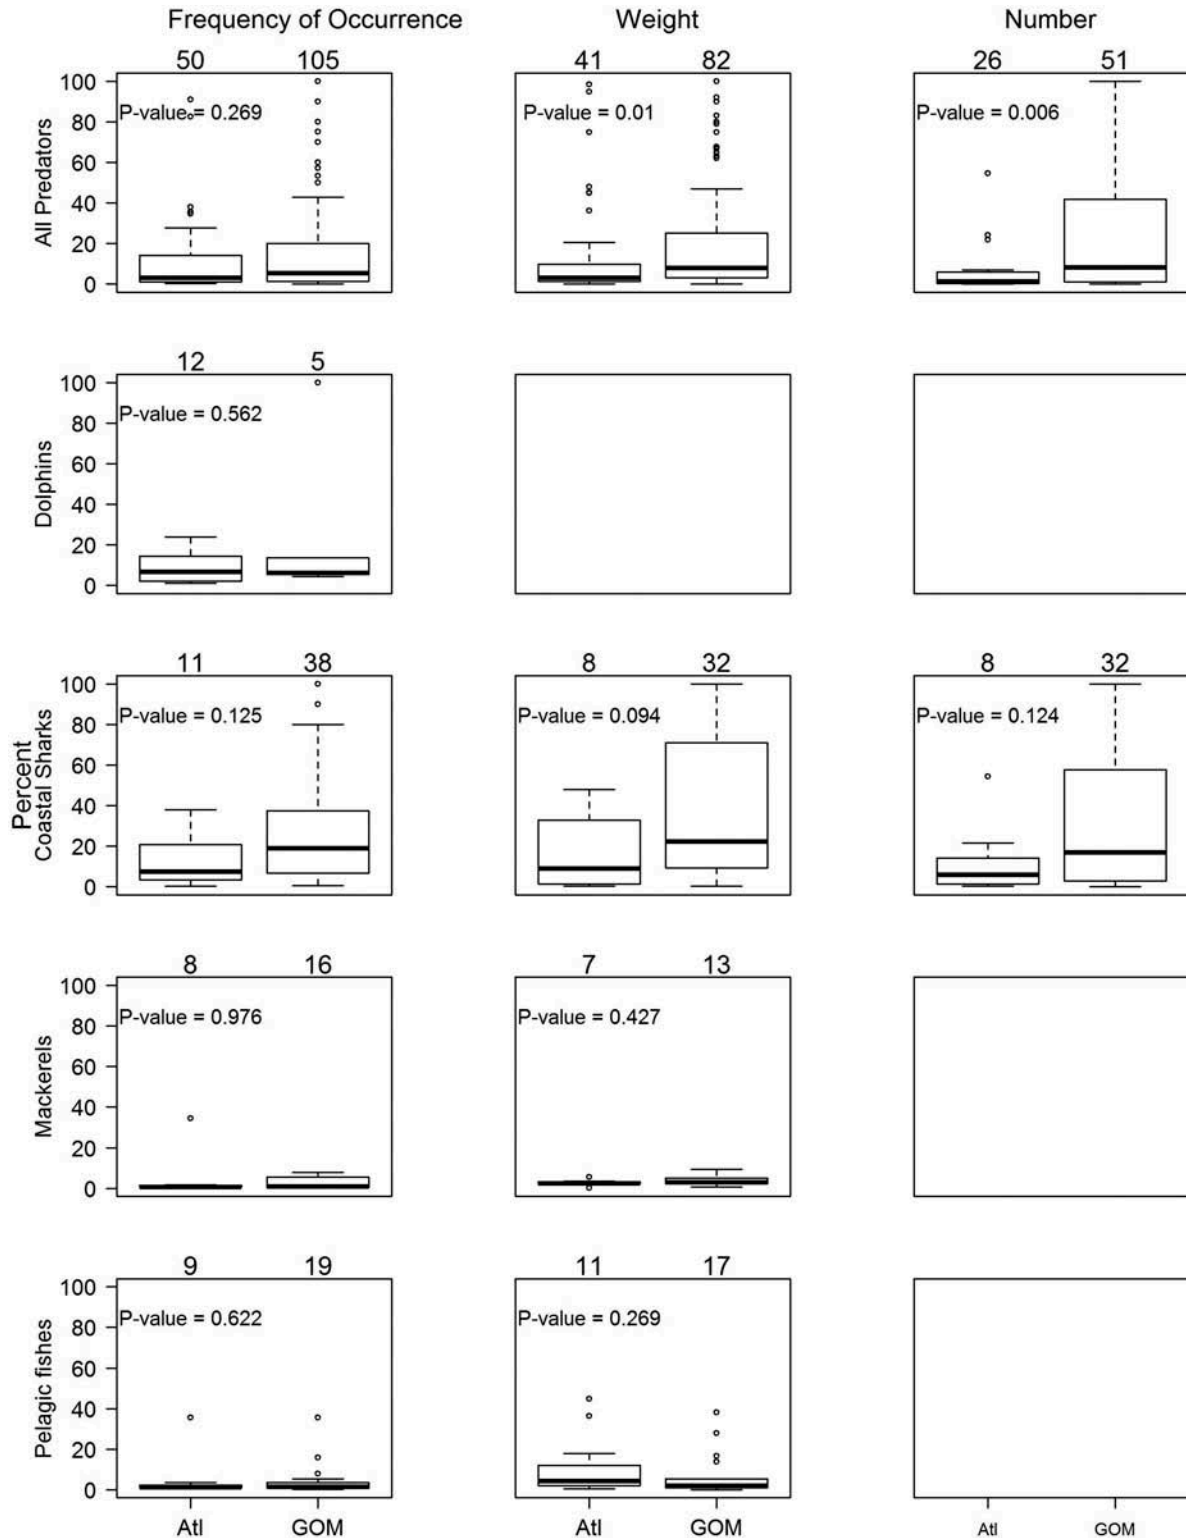 Frequency of Occurrence Weight Number
50 105 41 82 26 51
100
80
60
40
20
0
All Predators
P-value = 0.269
P-value = 0.01
P-value = 0.006
12 5
100
80
60
40
20
0
Dolphins
P-value = 0.562
11 38 8 32 8 32
100
80
60
40
20
0
Percent
Coastal Sharks
P-value = 0.125
P-value = 0.094
P-value = 0.124
8 16 7 13
100
80
60
40
20
0
Mackerels
P-value = 0.976
P-value = 0.427
9 19 11 17
100
80
60
40
20
0
Pelagic fishes
P-value = 0.622
P-value = 0.269
Atl GOM Atl GOM Atl GOM